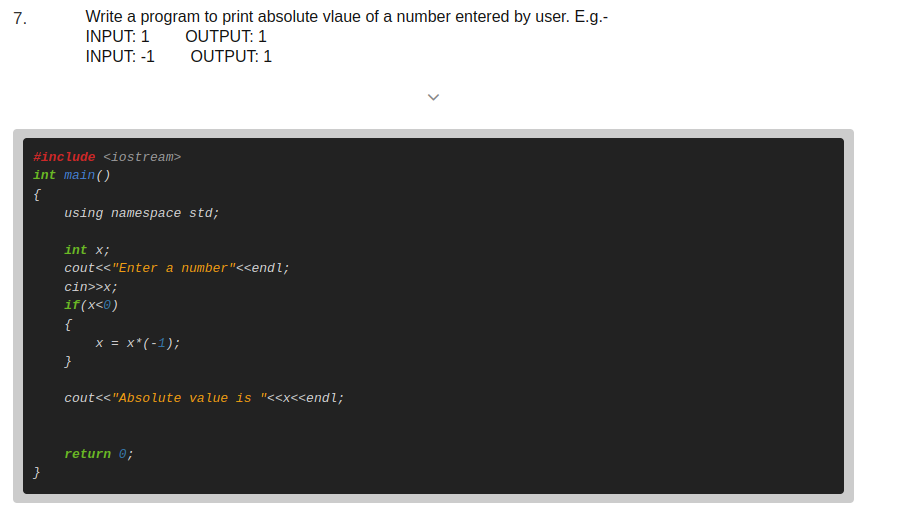 7. Write a program to print absolute vlaue of a number entered by user. E.g.-
INPUT: 1 OUTPUT: 1
INPUT: -1 OUTPUT: 1
#include <iostream>
int main()
{
    using namespace std;
    int x;
    cout<<"Enter a number"<<endl;
    cin>>x;
    if(x<0)
    {
        x = x*(-1);
    }
    cout<<"Absolute value is "<<x<<endl;
    return 0;
}